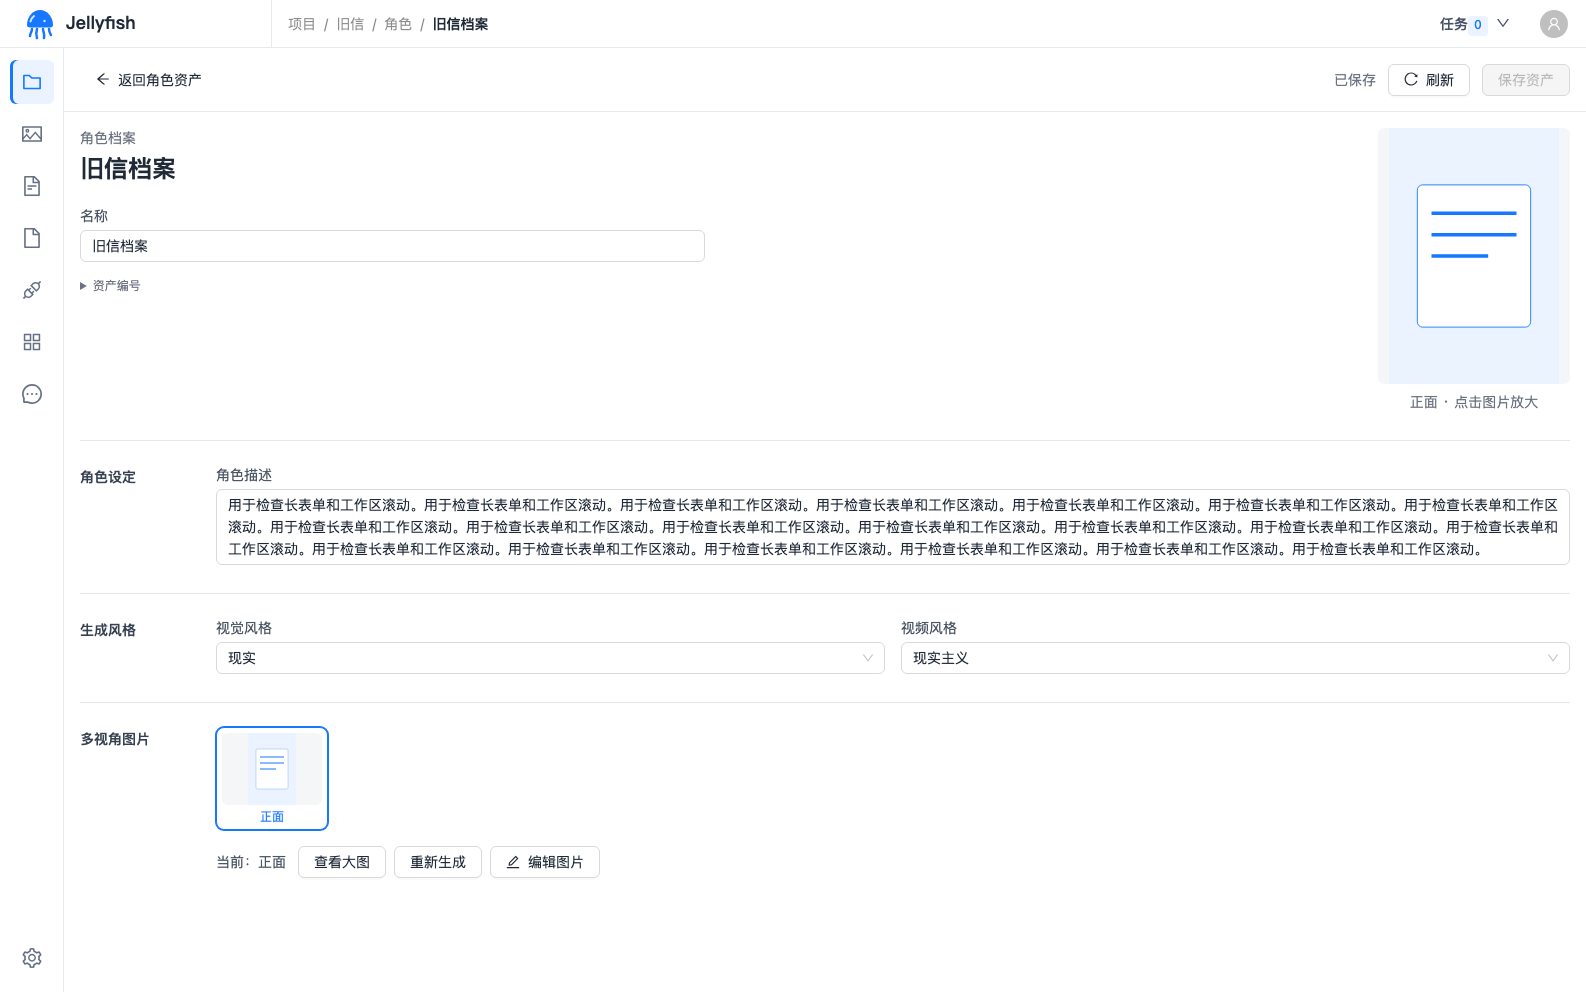 Jellyfish
项目 / 旧信 / 角色 / 旧信档案
任务 0
返回角色资产
已保存
刷新
保存资产
角色档案
旧信档案
名称
旧信档案
资产编号
正面 · 点击图片放大
角色设定
角色描述
用于检查长表单和工作区滚动。用于检查长表单和工作区滚动。用于检查长表单和工作区滚动。用于检查长表单和工作区滚动。用于检查长表单和工作区滚动。用于检查长表单和工作区滚动。用于检查长表单和工作区
滚动。用于检查长表单和工作区滚动。用于检查长表单和工作区滚动。用于检查长表单和工作区滚动。用于检查长表单和工作区滚动。用于检查长表单和工作区滚动。用于检查长表单和工作区滚动。用于检查长表单和
工作区滚动。用于检查长表单和工作区滚动。用于检查长表单和工作区滚动。用于检查长表单和工作区滚动。用于检查长表单和工作区滚动。用于检查长表单和工作区滚动。用于检查长表单和工作区滚动。
生成风格
视觉风格
现实
视频风格
现实主义
多视角图片
正面
当前：正面
查看大图
重新生成
编辑图片